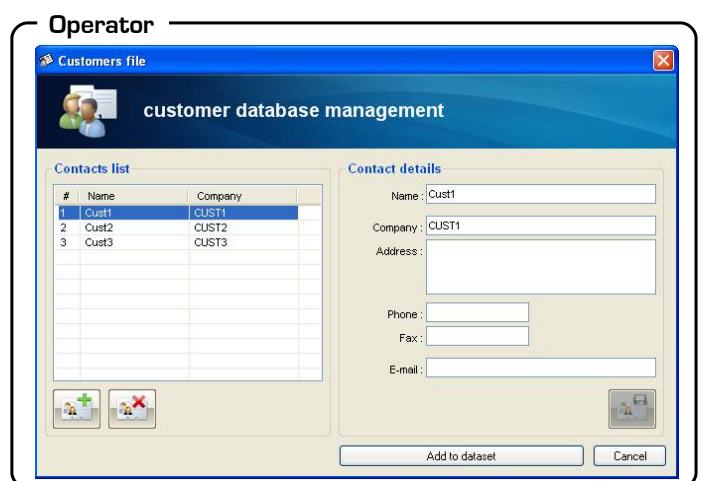 Operator
Customers file
customer database management
Contacts list
# Name Company
1 Cust1 CUST1
2 Cust2 CUST2
3 Cust3 CUST3
Contact details
Name : Cust1
Company : CUST1
Address :
Phone :
Fax :
E-mail :
Add to dataset
Cancel